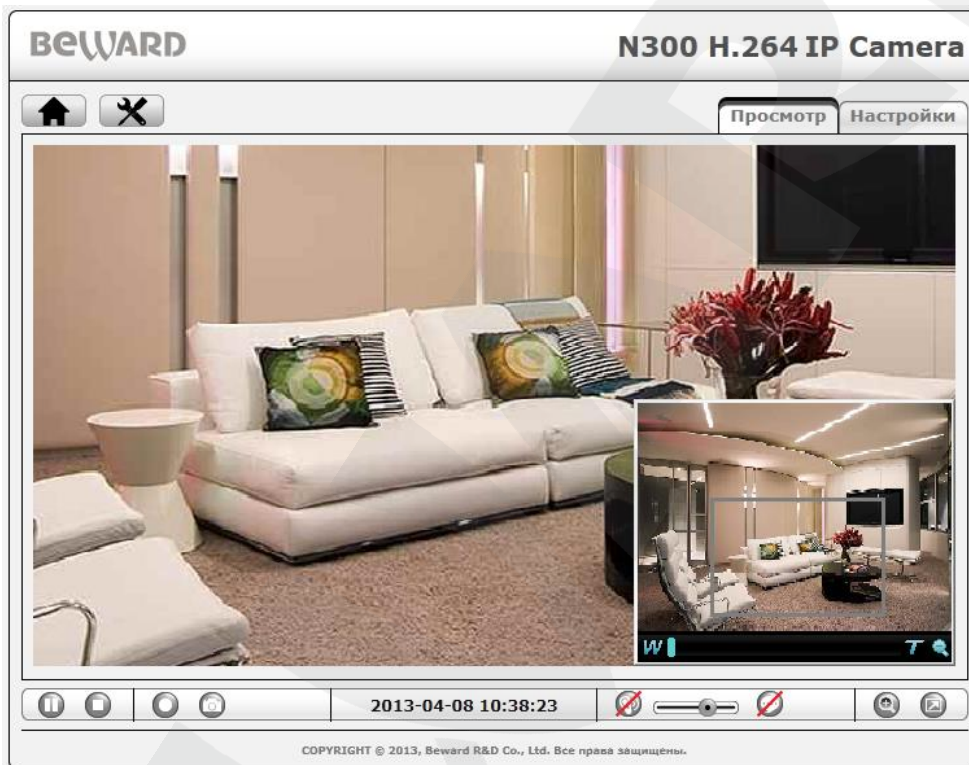 BEWARD
N300 H.264 IP Camera
Просмотр
Настройки
W
T
2013-04-08 10:38:23
COPYRIGHT © 2013, Beward R&D Co., Ltd. Все права защищены.